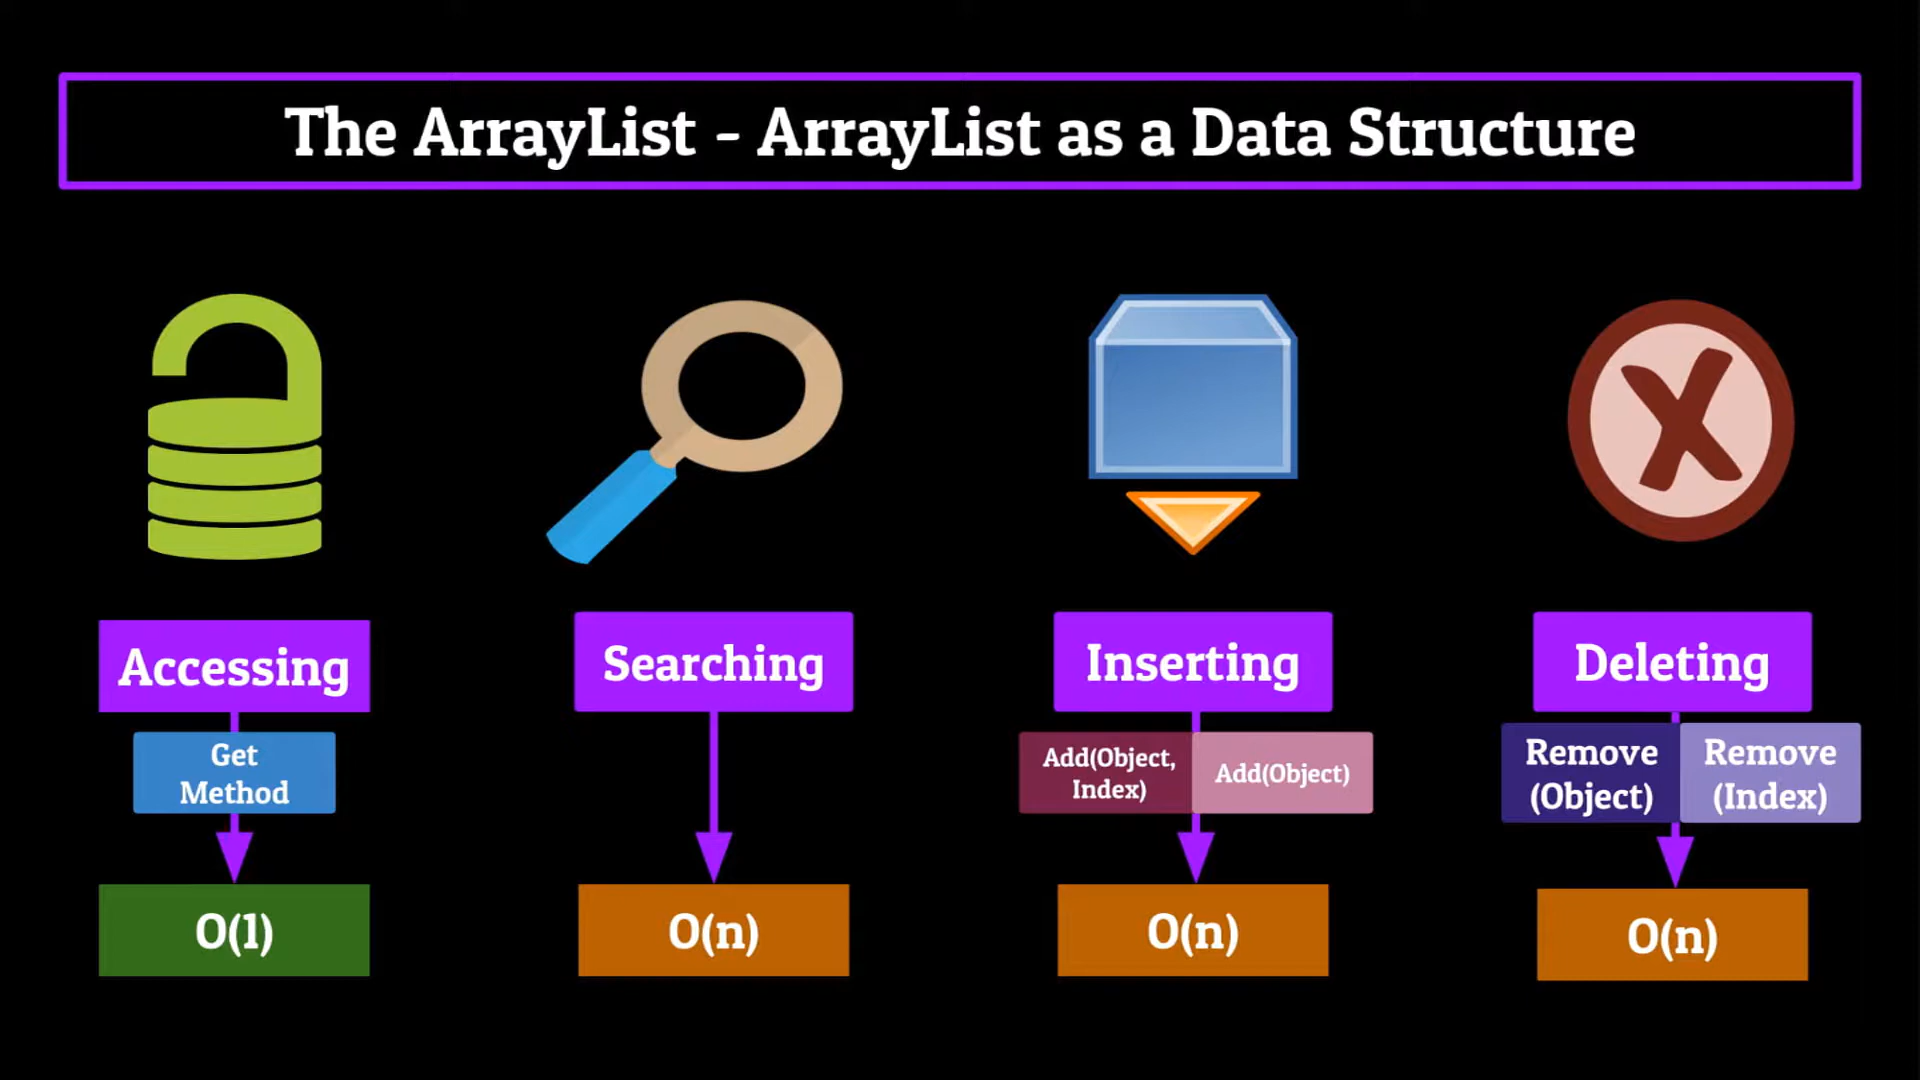 The ArrayList - ArrayList as a Data Structure
Accessing
Get
Method
O(1)
Searching
O(n)
Inserting
Add(Object,
Index)
Add(Object)
O(n)
Deleting
Remove
(Object)
Remove
(Index)
O(n)